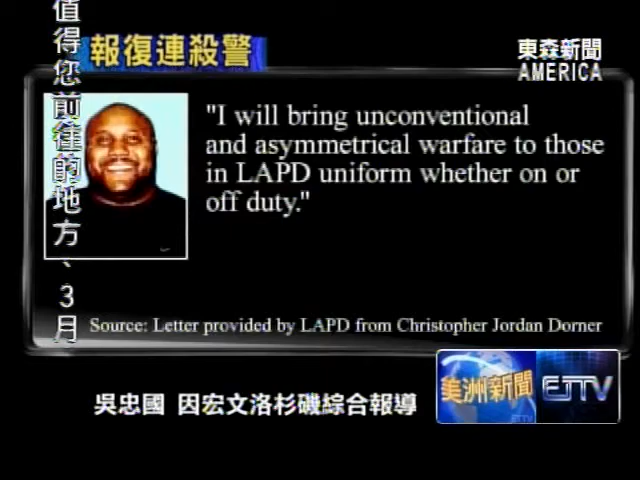 值得您前往的地方、3月
報復連殺警
東森新聞
AMERICA
"I will bring unconventional
and asymmetrical warfare to those
in LAPD uniform whether on or
off duty."
Source: Letter provided by LAPD from Christopher Jordan Dorner
美洲新聞
ETTV
ETTV
吳忠國 因宏文洛杉磯綜合報導